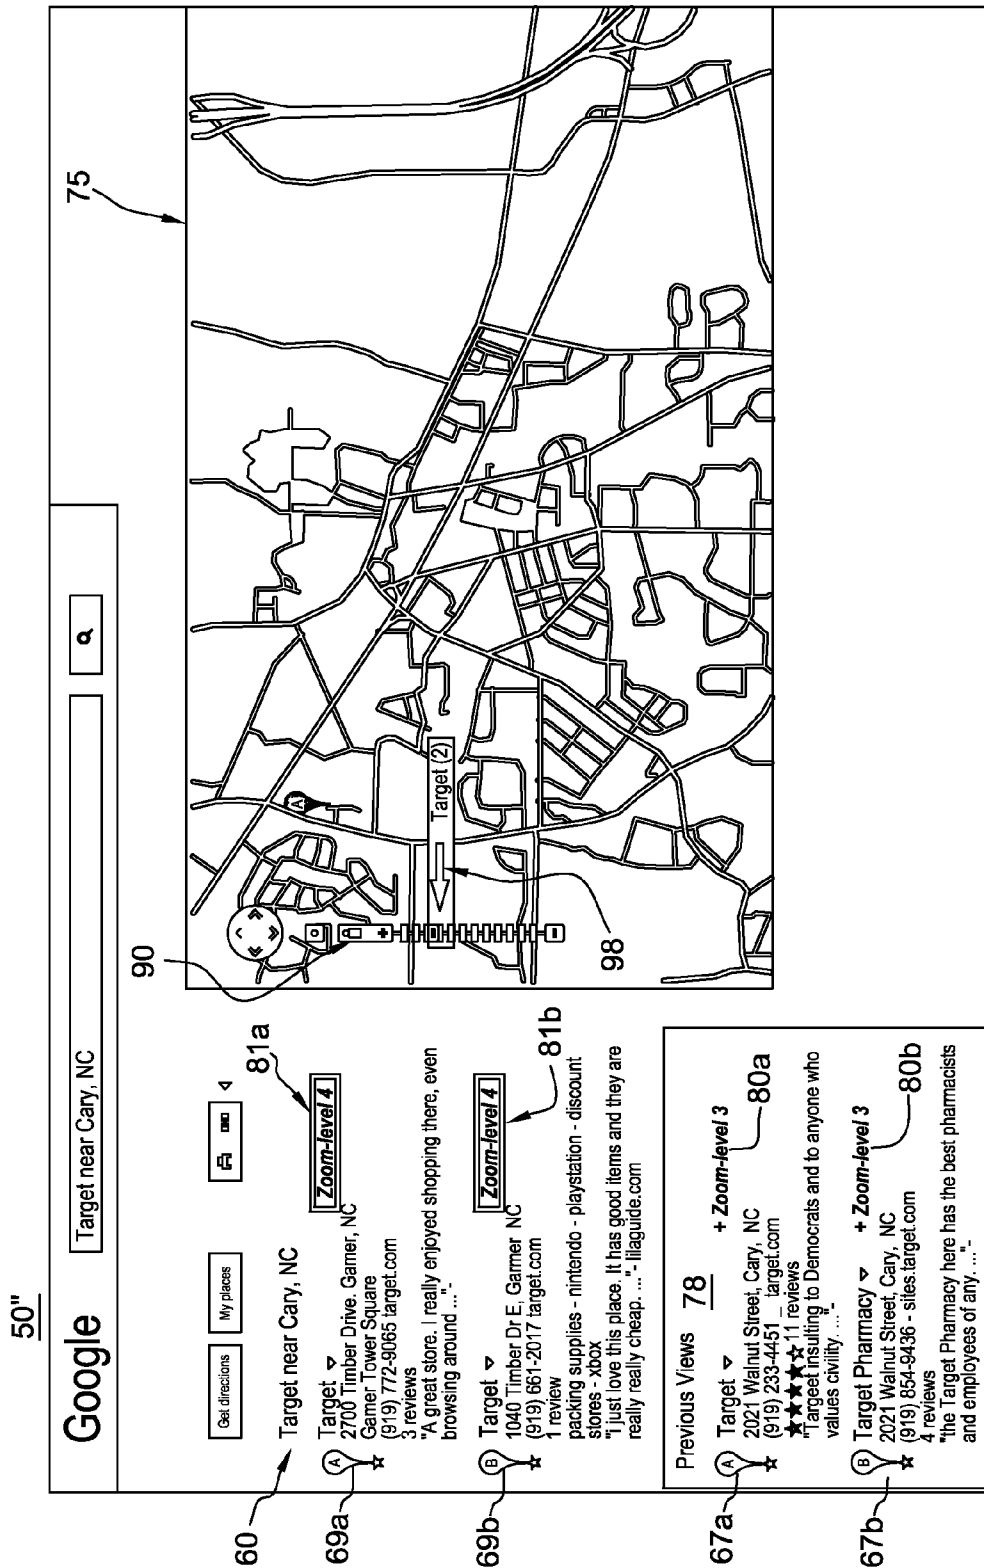 50"
Google
Target near Cary, NC
Get directions
My places
60
Target near Cary, NC
81a
69a
A
Target
Zoom-level 4
2700 Timber Drive. Garner, NC
Garner Tower Square
(919) 772-9065 target.com
3 reviews
"A great store. I really enjoyed shopping there, even
browsing around ..."-
69b
B
Target
Zoom-level 4
81b
1040 Timber Dr E, Garner NC
(919) 661-2017 target.com
1 review
packing supplies - nintendo - playstation - discount
stores - xbox
"i just love this place. It has good items and they are
really really cheap. ..."- lilaguide.com
Previous Views 78
67a
A
Target + Zoom-level 3
80a
2021 Walnut Street, Cary, NC
(919) 233-4451 _ target.com
11 reviews
"Targeet insulting to Democrats and to anyone who
values civility. ..."-
67b
B
Target Pharmacy + Zoom-level 3
80b
2021 Walnut Street, Cary, NC
(919) 854-9436 - sites.target.com
4 reviews
"the Target Pharmacy here has the best pharmacists
and employees of any. ..."-
75
90
A
Target (2)
98